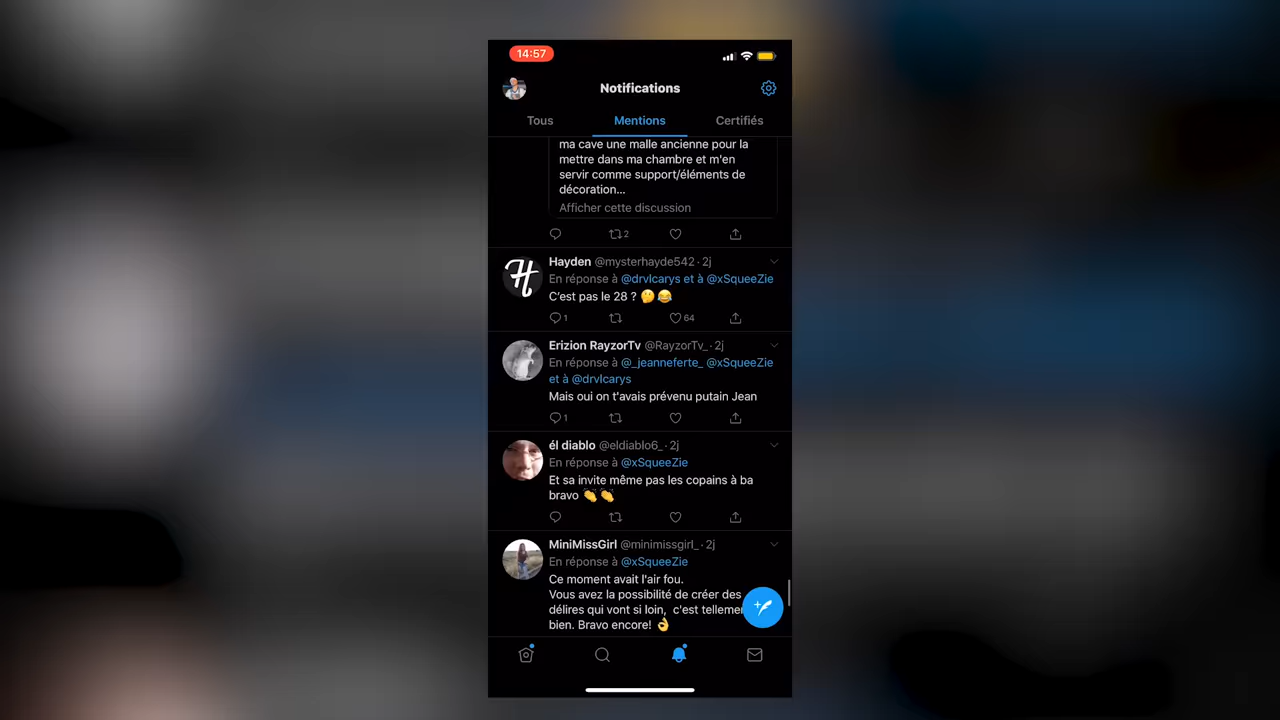 14:57
Notifications
Tous
Mentions
Certifiés
ma cave une malle ancienne pour la
mettre dans ma chambre et m'en
servir comme support/éléments de
décoration...
Afficher cette discussion
2
Hayden @mysterhayde542 · 2j
En réponse à @drvlcarys et à @xSqueeZie
C'est pas le 28 ? 🤔😂
1
64
Erizion RayzorTv @RayzorTv_ · 2j
En réponse à @_jeanneferte_ @xSqueeZie
et à @drvlcarys
Mais oui on t'avais prévenu putain Jean
1
él diablo @eldiablo6_ · 2j
En réponse à @xSqueeZie
Et sa invite même pas les copains à ba
bravo 👏👏
MiniMissGirl @minimissgirl_ · 2j
En réponse à @xSqueeZie
Ce moment avait l'air fou.
Vous avez la possibilité de créer des
délires qui vont si loin, c'est telleme
bien. Bravo encore! 👌